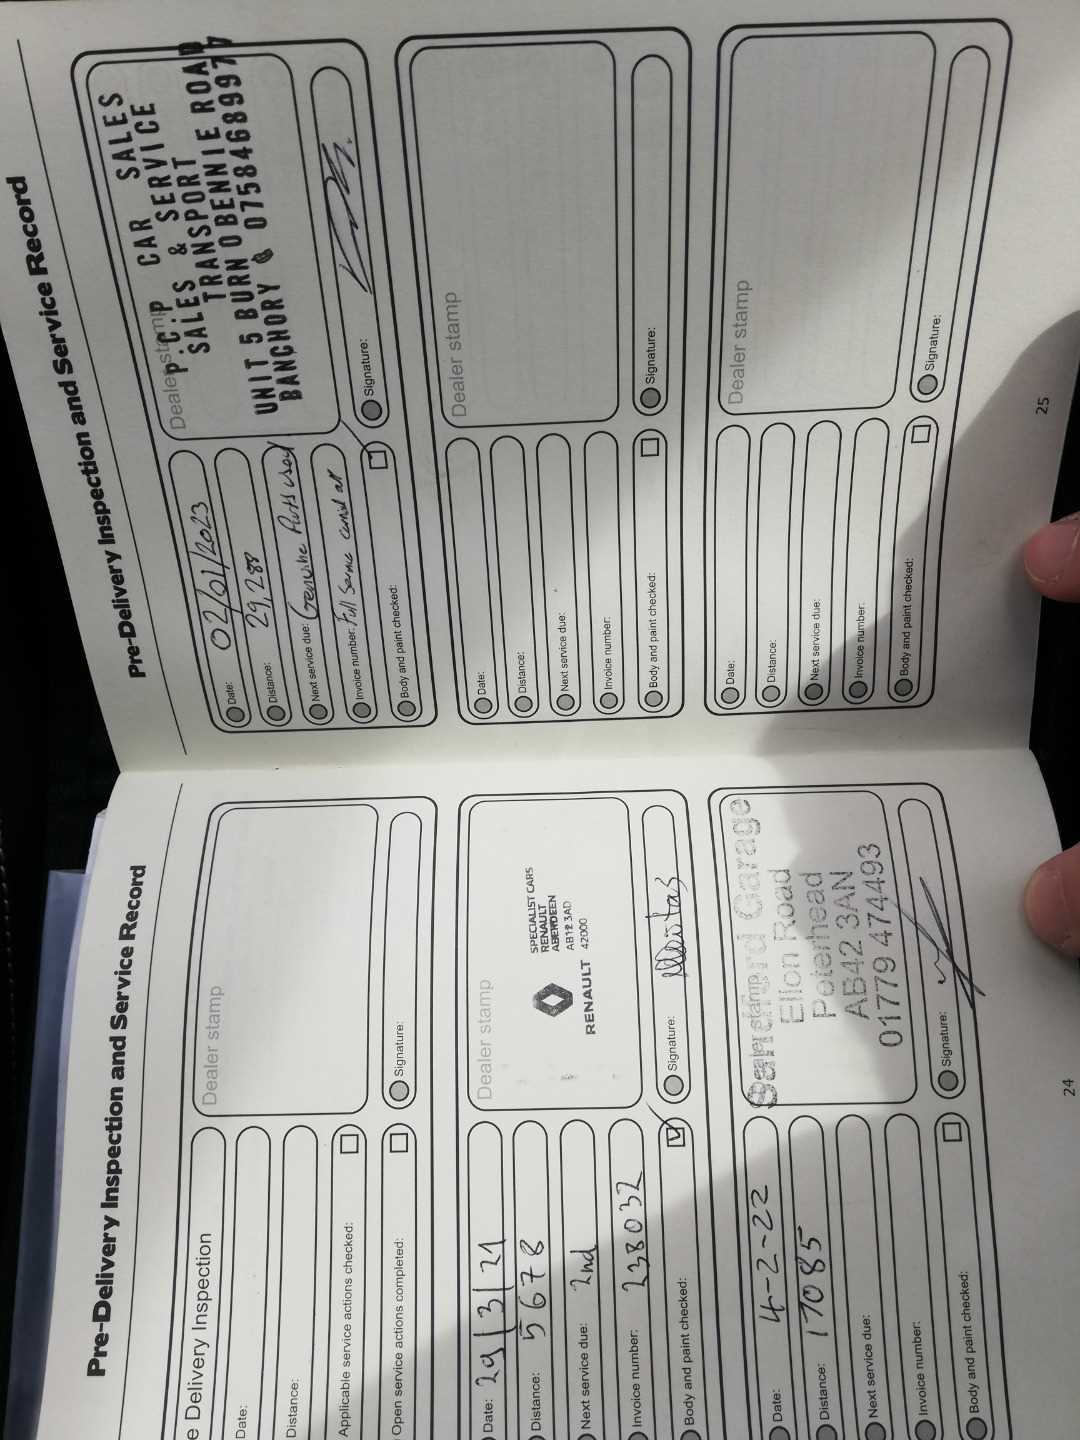 Pre-Delivery Inspection and Service Record
e Delivery Inspection
Date:
Distance:
Applicable service actions checked:
Open service actions completed:
Dealer stamp
Signature:
Date: 29/3/21
Distance: 5678
Next service due: 2nd
Invoice number: 238032
Body and paint checked:
Dealer stamp
SPECIALIST CARS
RENAULT
ABERDEEN
AB12 3AD
RENAULT 42000
Signature:
Date: 4-2-22
Distance: 17085
Next service due:
Invoice number:
Body and paint checked:
Dealer stamp
Sandford Garage
Ellon Road
Peterhead
AB42 3AN
01779 474493
Signature:
24
Pre-Delivery Inspection and Service Record
Date: 02/01/2023
Distance: 29,288
Next service due: Genuine Parts used
Invoice number: Full Service carried out
Body and paint checked:
Dealer stamp
P.C.P CAR SALES
SALES & SERVICE
TRANSPORT
UNIT 5 BURN O BENNIE ROAD
BANCHORY 07584689974
Signature:
Date:
Distance:
Next service due:
Invoice number:
Body and paint checked:
Dealer stamp
Signature:
Date:
Distance:
Next service due:
Invoice number:
Body and paint checked:
Dealer stamp
Signature:
25